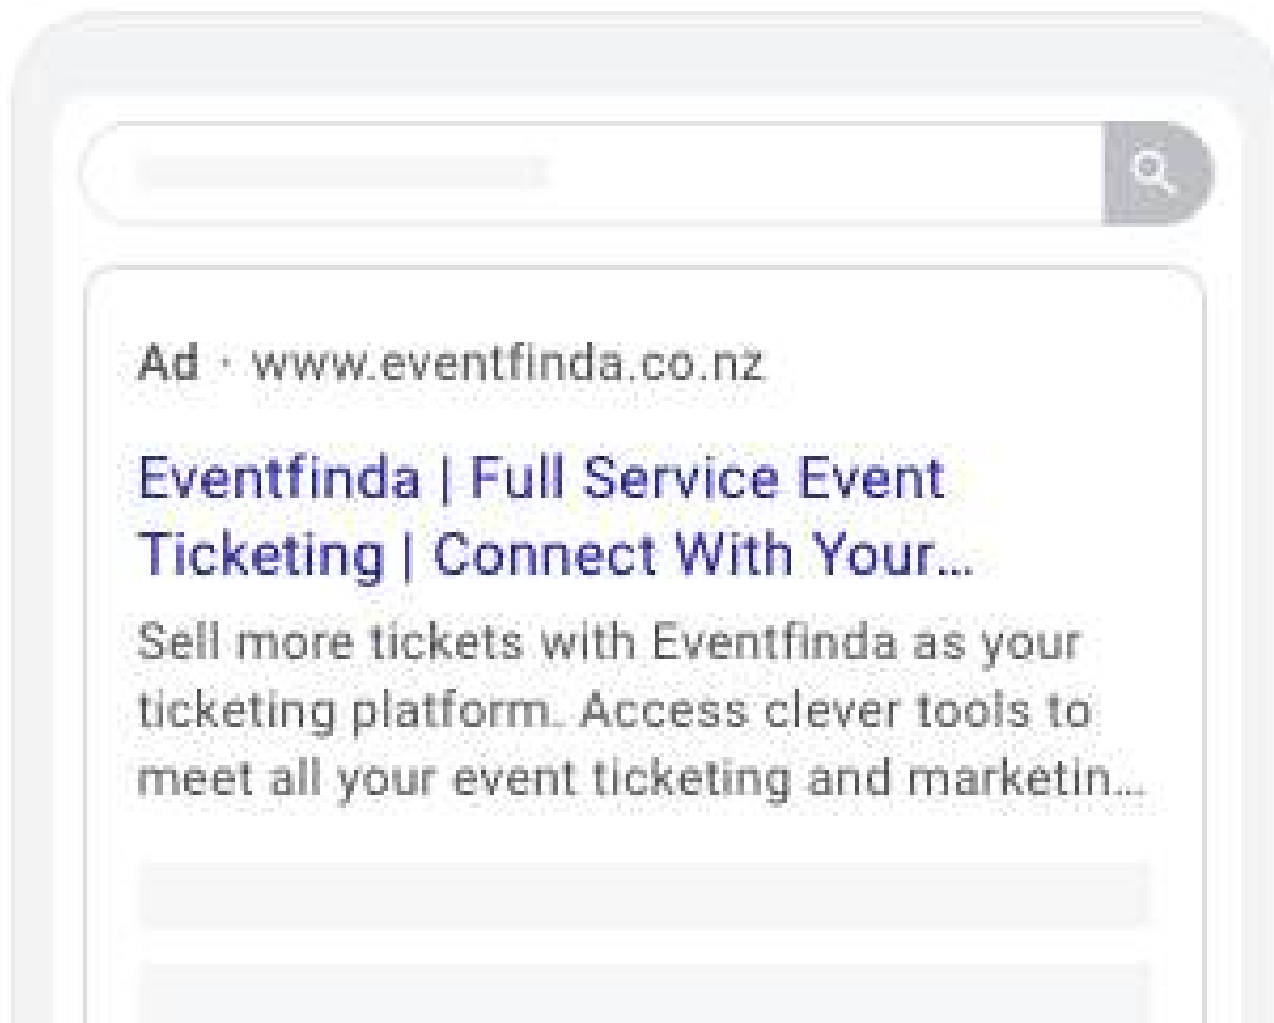 Ad · www.eventfinda.co.nz
Eventfinda | Full Service Event
Ticketing | Connect With Your...
Sell more tickets with Eventfinda as your
ticketing platform. Access clever tools to
meet all your event ticketing and marketin...